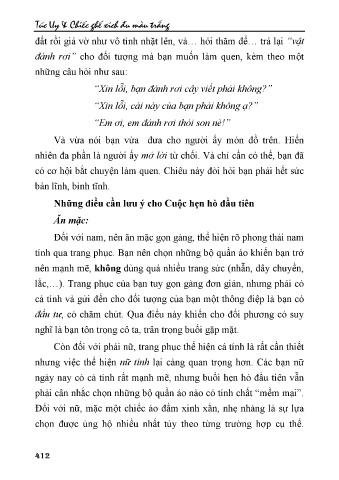 Túc Uy & Chiếc ghế xích đu màu trắng
đất rồi giả vờ như vô tình nhặt lên, và… hỏi thăm để… trả lại “vật
đánh rơi” cho đối tượng mà bạn muốn làm quen, kèm theo một
những câu hỏi như sau:
“Xin lỗi, bạn đánh rơi cây viết phải không?”
“Xin lỗi, cái này của bạn phải không ạ?”
“Em ơi, em đánh rơi thỏi son nè!”
Và vừa nói bạn vừa đưa cho người ấy món đồ trên. Hiển
nhiên đa phần là người ấy mở lời từ chối. Và chỉ cần có thế, bạn đã
có cơ hội bắt chuyện làm quen. Chiêu này đòi hỏi bạn phải hết sức
bản lĩnh, bình tĩnh.
Những điều cần lưu ý cho Cuộc hẹn hò đầu tiên
Ăn mặc:
Đối với nam, nên ăn mặc gọn gàng, thể hiện rõ phong thái nam
tính qua trang phục. Bạn nên chọn những bộ quần áo khiến bạn trở
nên mạnh mẽ, không dùng quá nhiều trang sức (nhẫn, dây chuyền,
lắc,…). Trang phục của bạn tuy gọn gàng đơn giản, nhưng phải có
cá tính và gửi đến cho đối tượng của bạn một thông điệp là bạn có
đầu tư, có chăm chút. Qua điều này khiến cho đối phương có suy
nghĩ là bạn tôn trọng cô ta, trân trọng buổi gặp mặt.
Còn đối với phái nữ, trang phục thể hiện cá tính là rất cần thiết
nhưng việc thể hiện nữ tính lại càng quan trọng hơn. Các bạn nữ
ngày nay có cá tính rất mạnh mẽ, nhưng buổi hẹn hò đầu tiên vẫn
phải cân nhắc chọn những bộ quần áo nào có tính chất “mềm mại”.
Đối với nữ, mặc một chiếc áo đầm xinh xắn, nhẹ nhàng là sự lựa
chọn được ủng hộ nhiều nhất tùy theo từng trường hợp cụ thể.
412